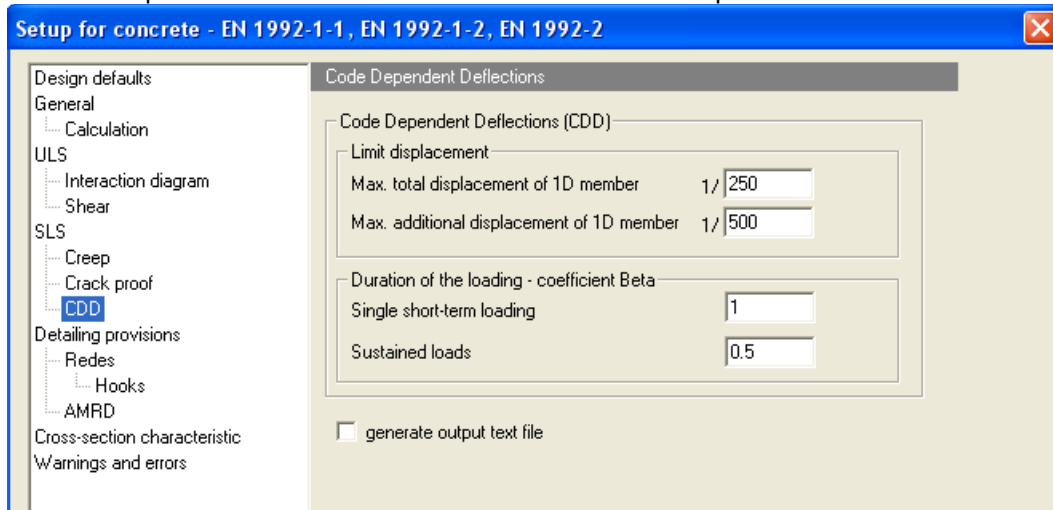 Setup for concrete - EN 1992-1-1, EN 1992-1-2, EN 1992-2
Design defaults
General
Calculation
ULS
Interaction diagram
Shear
SLS
Creep
Crack proof
CDD
Detailing provisions
Redes
Hooks
AMRD
Cross-section characteristic
Warnings and errors
Code Dependent Deflections
Code Dependent Deflections (CDD)
Limit displacement
Max. total displacement of 1D member 1/ 250
Max. additional displacement of 1D member 1/ 500
Duration of the loading - coefficient Beta
Single short-term loading 1
Sustained loads 0.5
generate output text file